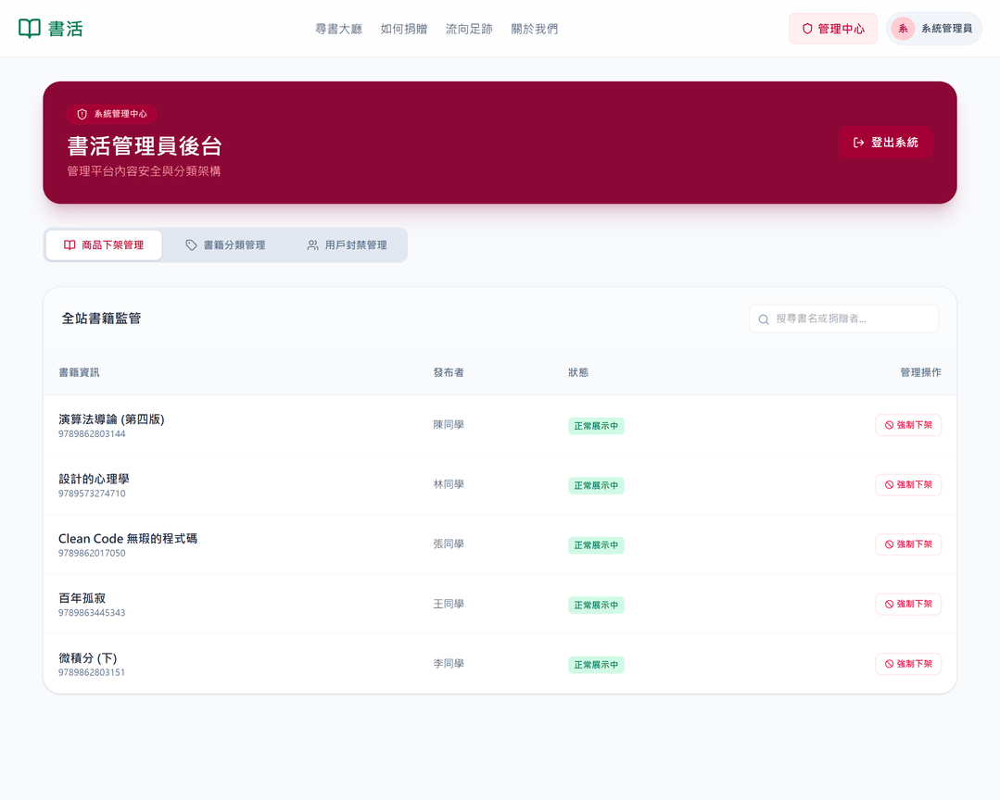 書活
尋書大廳 如何捐贈 流向足跡 關於我們
管理中心
系 系統管理員
系統管理中心
書活管理員後台
管理平台內容安全與分類架構
登出系統
商品下架管理 書籍分類管理 用戶封禁管理
全站書籍監管
搜尋書名或捐贈者...
書籍資訊 發布者 狀態 管理操作
演算法導論 (第四版)
9789862803144
陳同學 正常展示中 強制下架
設計的心理學
9789573274710
林同學 正常展示中 強制下架
Clean Code 無瑕的程式碼
9789862017050
張同學 正常展示中 強制下架
百年孤寂
9789863445343
王同學 正常展示中 強制下架
微積分 (下)
9789862803151
李同學 正常展示中 強制下架